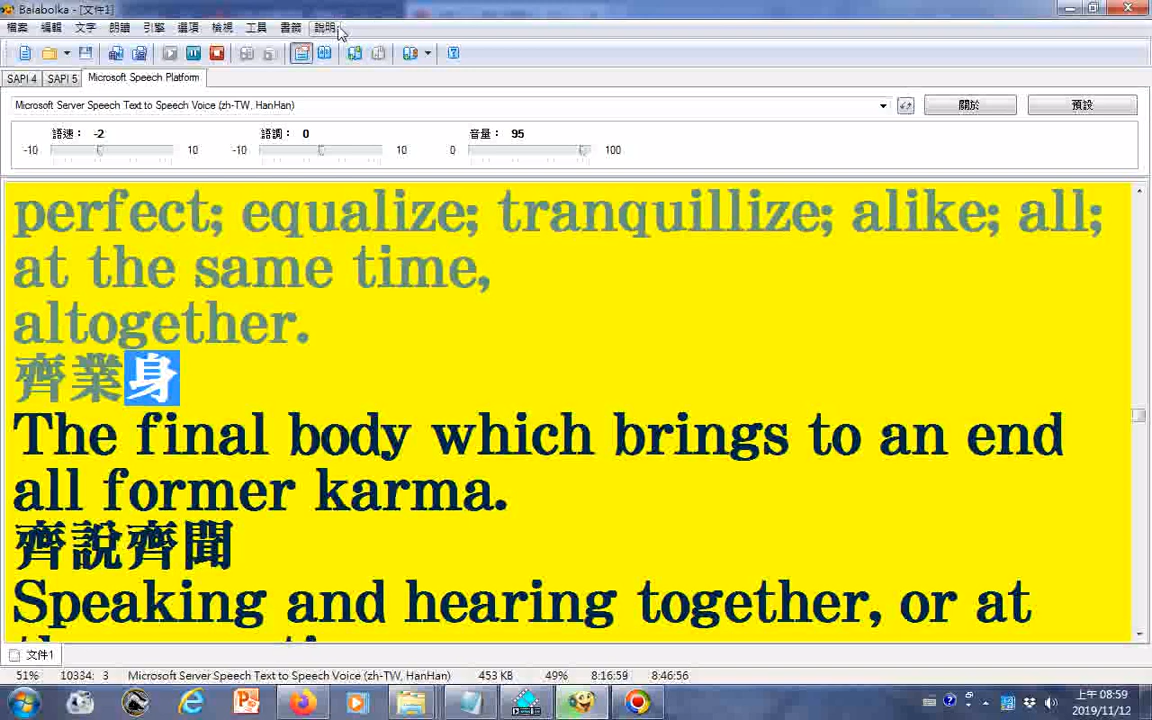 Balabolka - [文件1]
檔案 編輯 文字 朗讀 引擎 選項 檢視 工具 書籤 說明
SAPI 4 SAPI 5 Microsoft Speech Platform
Microsoft Server Speech Text to Speech Voice (zh-TW, HanHan) 關於 預設
語速： -2 語調： 0 音量： 95
-10 10 -10 10 0 100
perfect; equalize; tranquillize; alike; all;
at the same time,
altogether.
齊業身
The final body which brings to an end
all former karma.
齊說齊聞
Speaking and hearing together, or at
文件1
51% 10334: 3 Microsoft Server Speech Text to Speech Voice (zh-TW, HanHan) 453 KB 49% 8:16:59 8:46:56
上午 08:59
2019/11/12